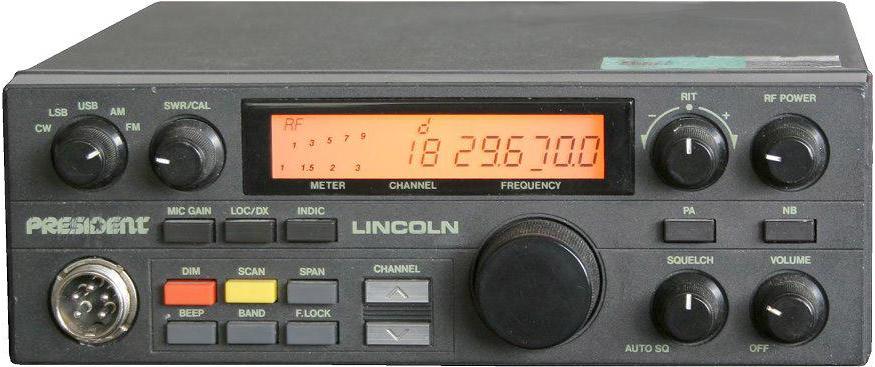 LSB USB AM
CW FM
SWR/CAL
RF d
1 3 5 7 9
18 29.670.0
1 1.5 2 3
METER CHANNEL FREQUENCY
RIT
- +
RF POWER
PRESIDENT
MIC GAIN LOC/DX INDIC
LINCOLN
PA NB
DIM SCAN SPAN
CHANNEL
BEEP BAND F.LOCK
SQUELCH
AUTO SQ
VOLUME
OFF